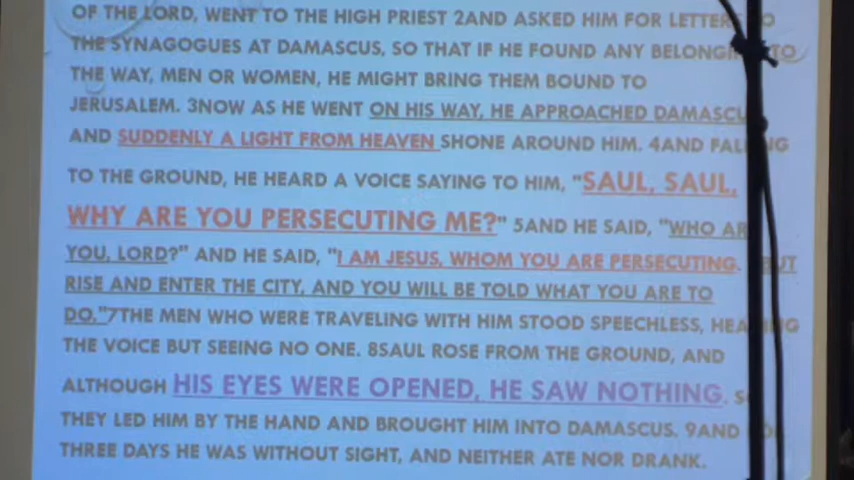 OF THE LORD, WENT TO THE HIGH PRIEST 2AND ASKED HIM FOR
THE SYNAGOGUES AT DAMASCUS, SO THAT IF HE FOUND ANY TO
THE WAY, MEN OR WOMEN, HE MIGHT BRING THEM BOUND TO
JERUSALEM. 3NOW AS HE WENT ON HIS WAY, HE APPROACHED
AND SUDDENLY A LIGHT FROM HEAVEN SHONE AROUND HIM. 4AND
TO THE GROUND, HE HEARD A VOICE SAYING TO HIM, "SAUL, SAUL,
WHY ARE YOU PERSECUTING ME?" 5AND HE SAID, "WHO
YOU, LORD?" AND HE SAID, "I AM JESUS, WHOM YOU ARE PERSECUTING.
RISE AND ENTER THE CITY, AND YOU WILL BE TOLD WHAT YOU ARE TO
DO."7THE MEN WHO WERE TRAVELING WITH HIM STOOD SPEECHLESS,
THE VOICE BUT SEEING NO ONE. 8SAUL ROSE FROM THE GROUND, AND
ALTHOUGH HIS EYES WERE OPENED, HE SAW NOTHING.
THEY LED HIM BY THE HAND AND BROUGHT HIM INTO DAMASCUS. 9AND
THREE DAYS HE WAS WITHOUT SIGHT, AND NEITHER ATE NOR DRANK.